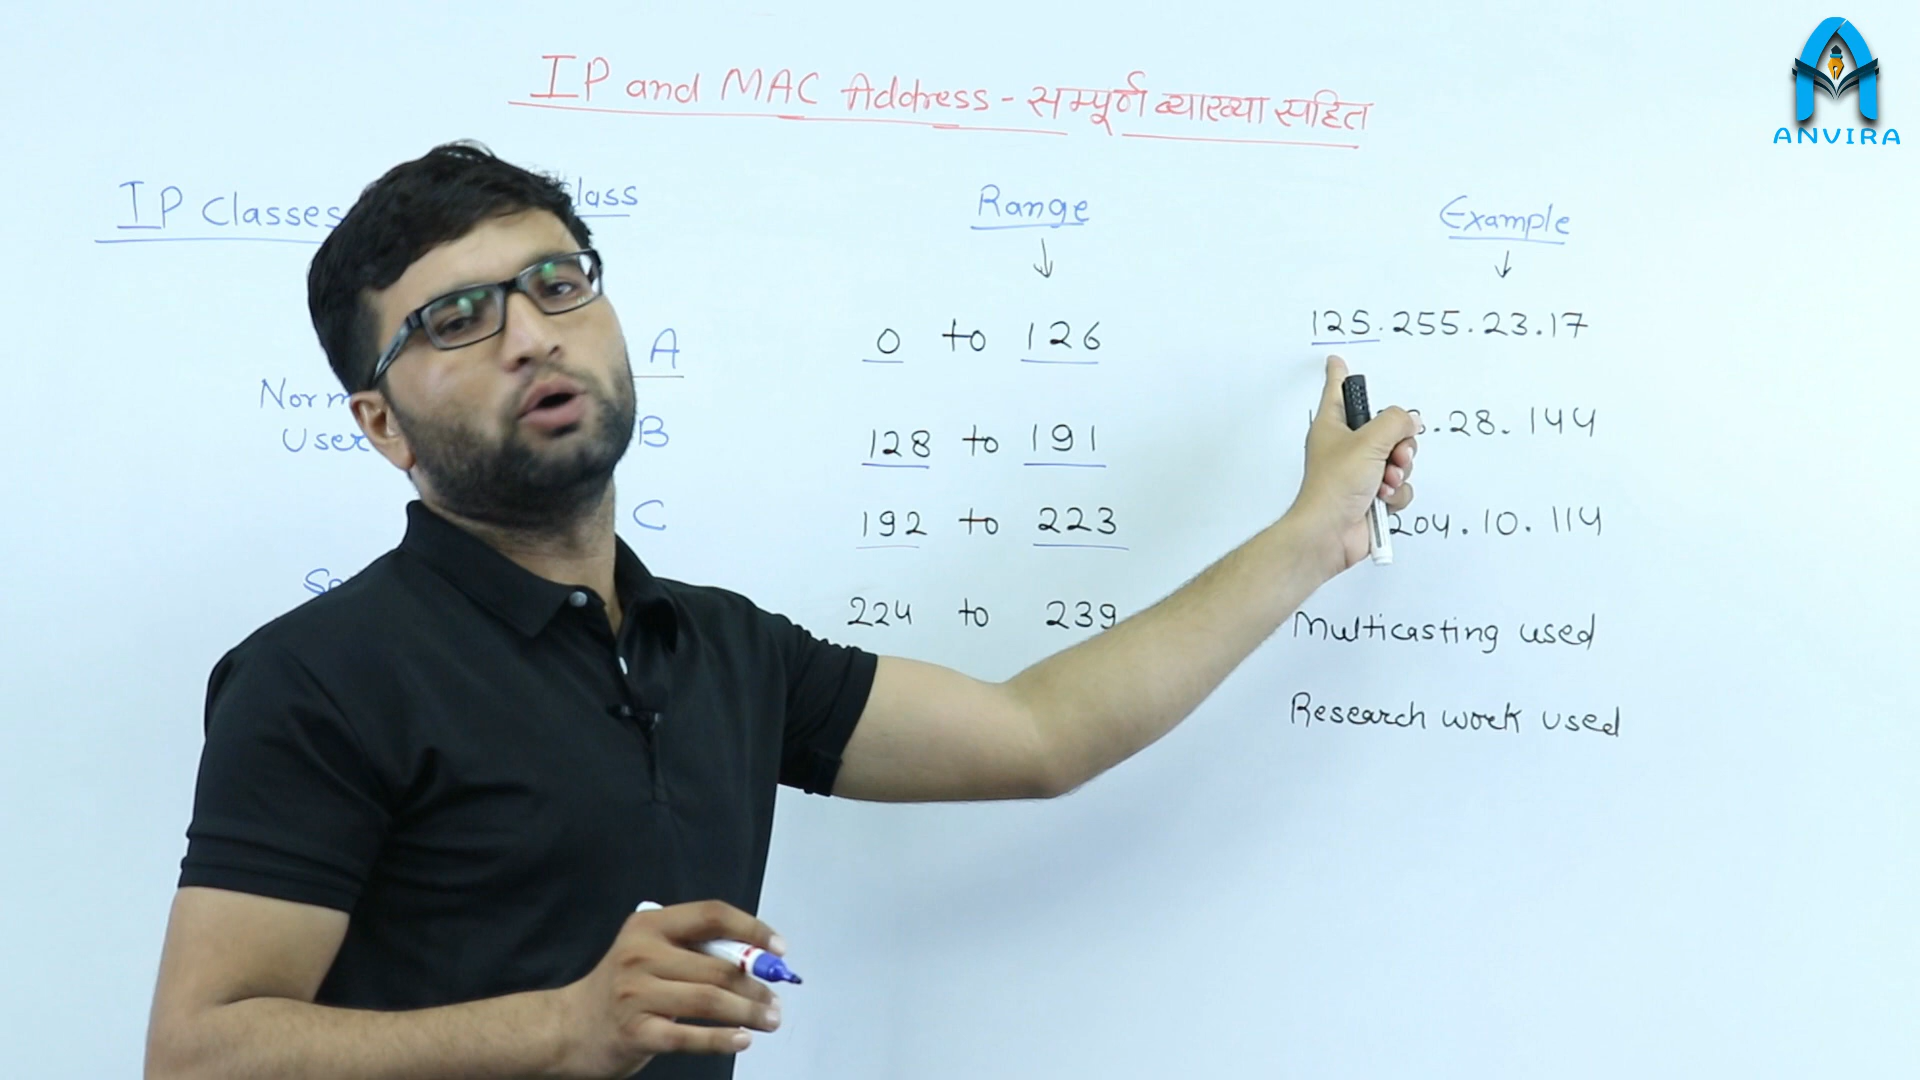 IP and MAC Address - सम्पूर्ण व्याख्या सहित
ANVIRA
IP Classes
Range
Example
A
0 to 126
125.255.23.17
User
B
128 to 191
.28.144
C
192 to 223
204.10.114
224 to 239
Multicasting used
Research work used